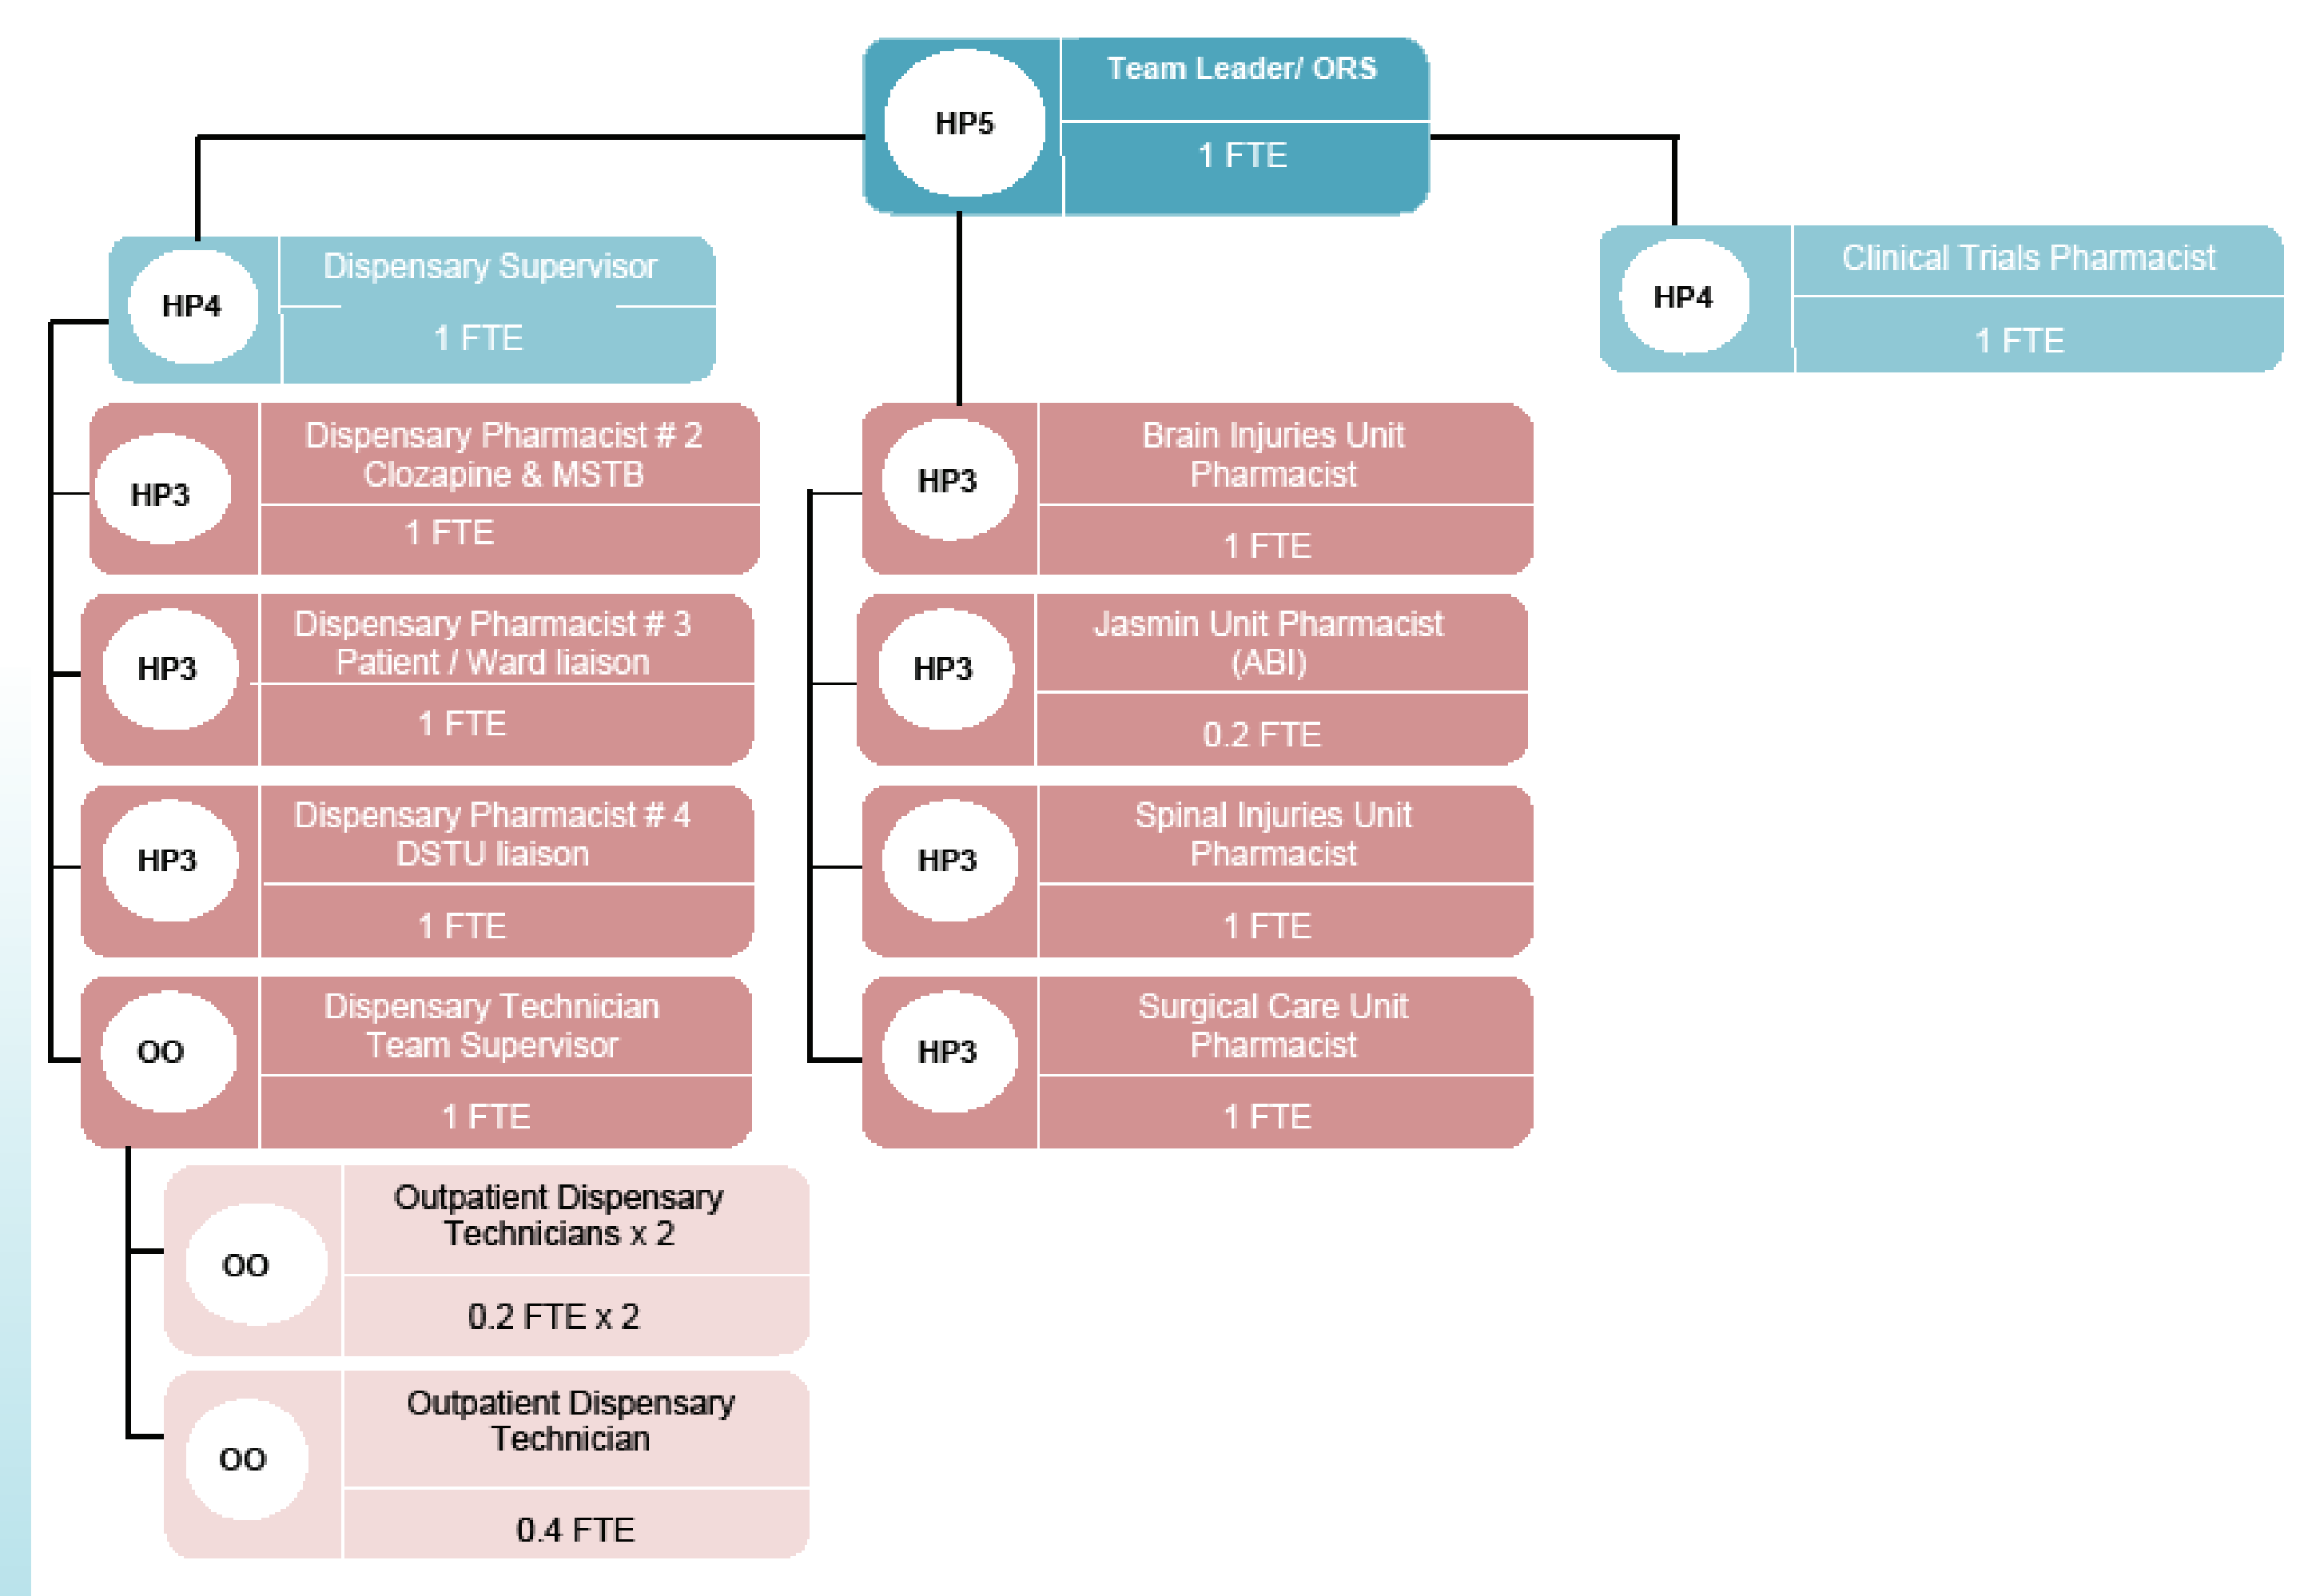 HP5
Team Leader/ ORS
1 FTE
HP4
Dispensary Supervisor
1 FTE
HP4
Clinical Trials Pharmacist
1 FTE
HP3
Dispensary Pharmacist # 2
Clozapine & MSTB
1 FTE
HP3
Dispensary Pharmacist # 3
Patient / Ward liaison
1 FTE
HP3
Dispensary Pharmacist # 4
DSTU liaison
1 FTE
OO
Dispensary Technician
Team Supervisor
1 FTE
OO
Outpatient Dispensary
Technicians x 2
0.2 FTE x 2
OO
Outpatient Dispensary
Technician
0.4 FTE
HP3
Brain Injuries Unit
Pharmacist
1 FTE
HP3
Jasmin Unit Pharmacist
(ABI)
0.2 FTE
HP3
Spinal Injuries Unit
Pharmacist
1 FTE
HP3
Surgical Care Unit
Pharmacist
1 FTE